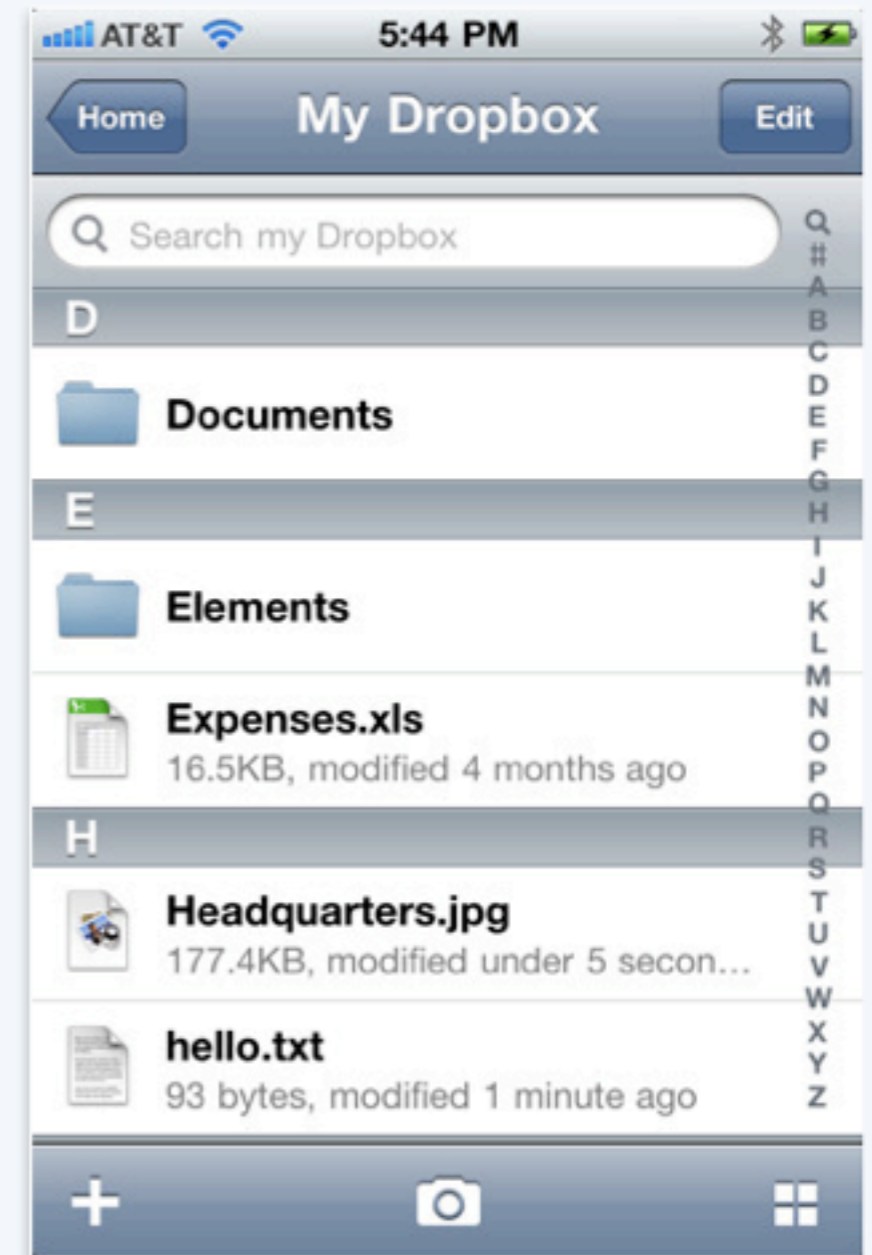 AT&T 5:44 PM
Home My Dropbox Edit
Search my Dropbox
D
Documents
E
Elements
Expenses.xls
16.5KB, modified 4 months ago
H
Headquarters.jpg
177.4KB, modified under 5 secon...
hello.txt
93 bytes, modified 1 minute ago
#
A
B
C
D
E
F
G
H
I
J
K
L
M
N
O
P
Q
R
S
T
U
V
W
X
Y
Z